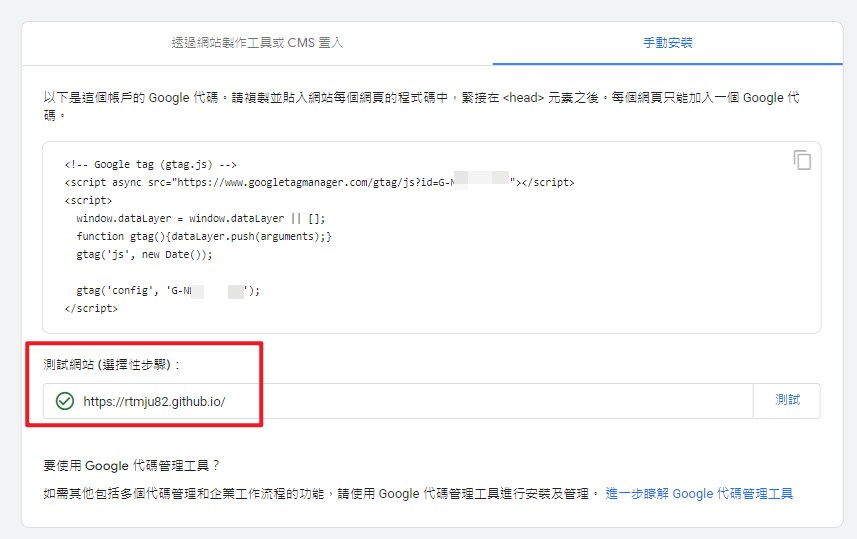 透過網站製作工具或 CMS 置入
手動安裝
以下是這個帳戶的 Google 代碼。請複製並貼入網站每個網頁的程式碼中，緊接在 <head> 元素之後。每個網頁只能加入一個 Google 代
碼。
<!-- Google tag (gtag.js) -->
<script async src="https://www.googletagmanager.com/gtag/js?id=G-N"></script>
<script>
window.dataLayer = window.dataLayer || [];
function gtag(){dataLayer.push(arguments);}
gtag('js', new Date());
gtag('config', 'G-N');
</script>
測試網站 (選擇性步驟)：
https://rtmju82.github.io/
測試
要使用 Google 代碼管理工具？
如需其他包括多個代碼管理和企業工作流程的功能，請使用 Google 代碼管理工具進行安裝及管理。 進一步瞭解 Google 代碼管理工具